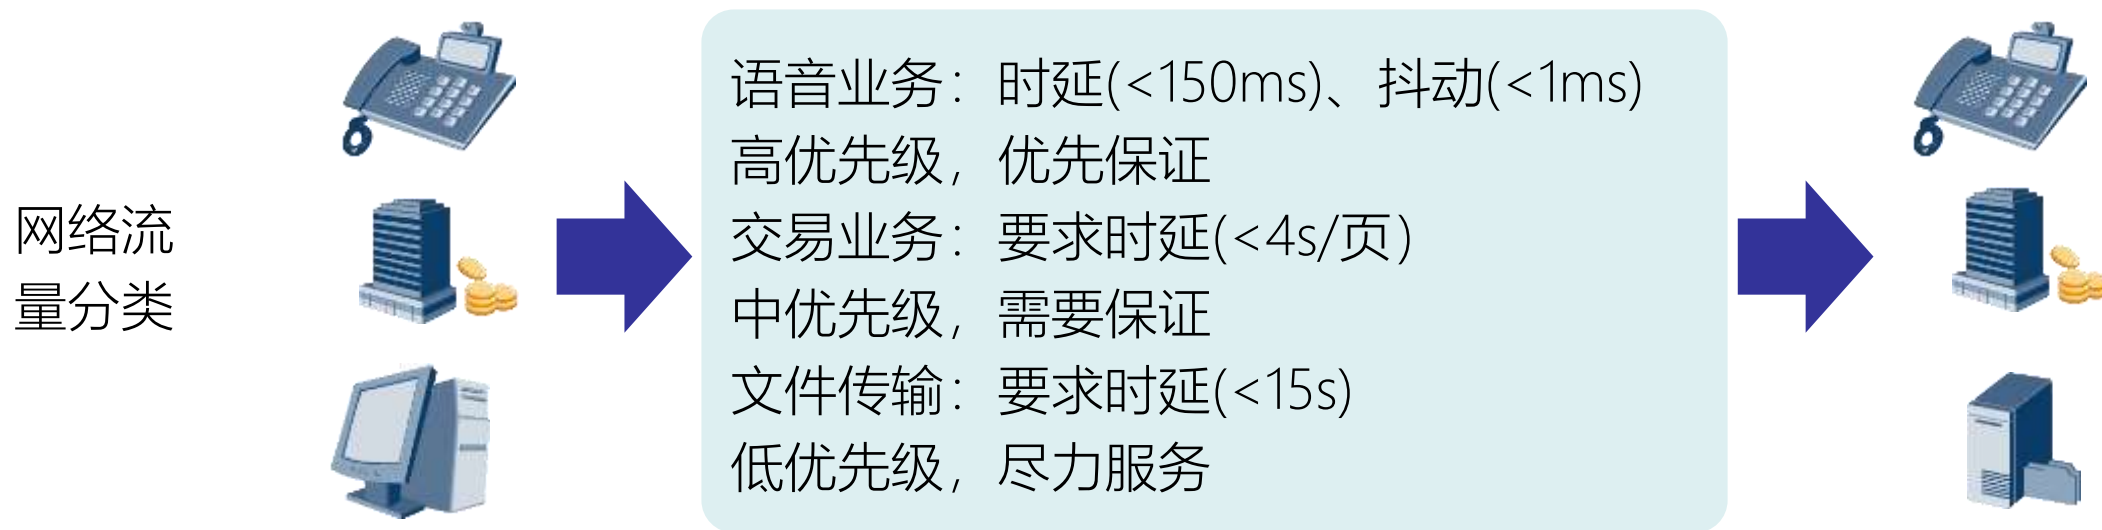 网络流
量分类
语音业务：时延(<150ms)、抖动(<1ms)
高优先级，优先保证
交易业务：要求时延(<4s/页)
中优先级，需要保证
文件传输：要求时延(<15s)
低优先级，尽力服务